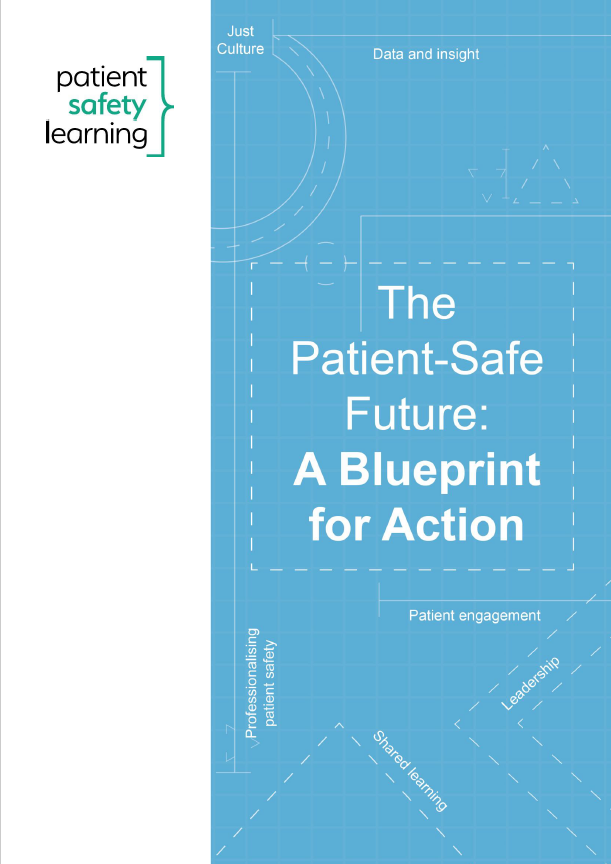 patient
safety
learning
Just
Culture
Data and insight
The
Patient-Safe
Future:
A Blueprint
for Action
Patient engagement
Professionalising
patient safety
Leadership
Shared learning